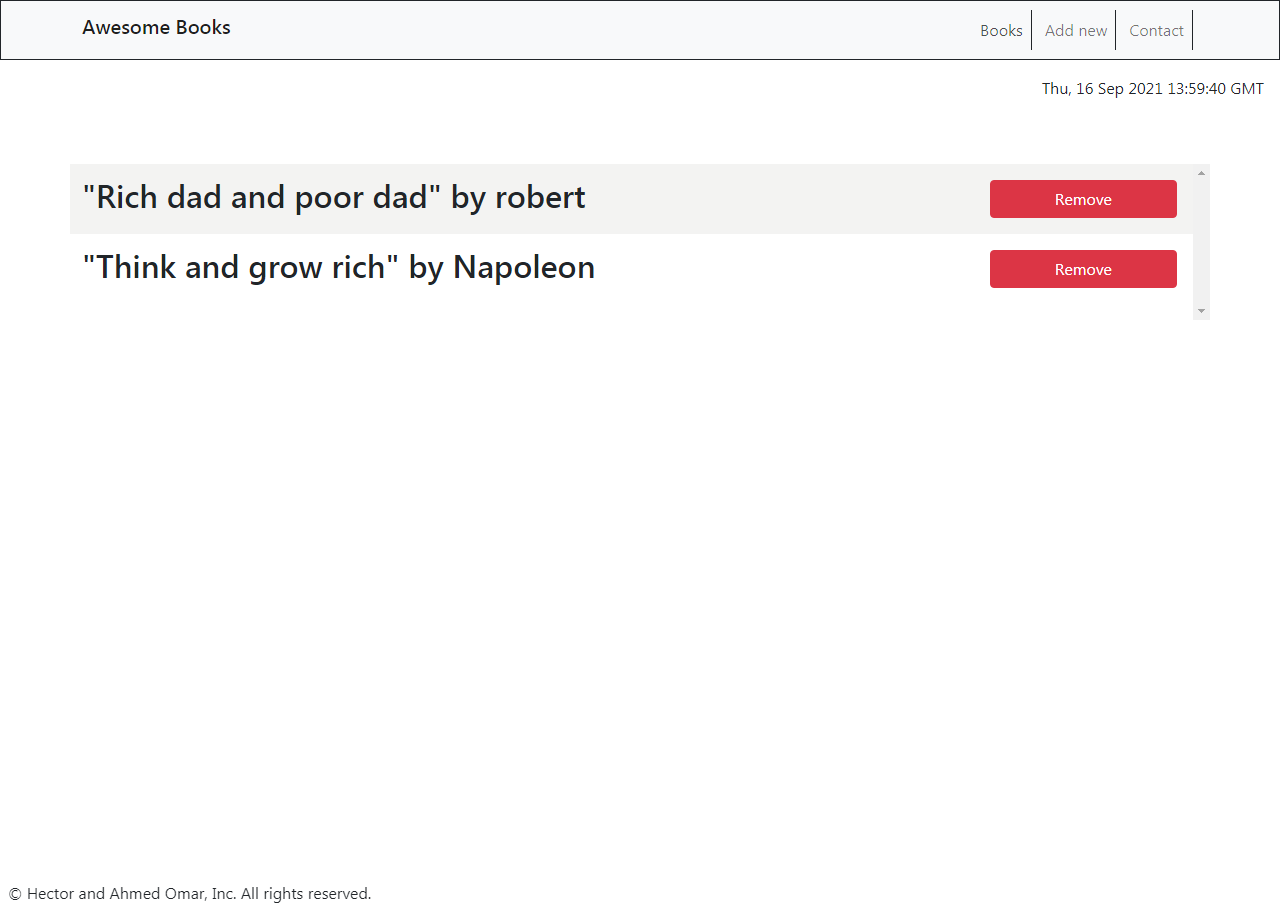 Awesome Books
Books
Add new
Contact
Thu, 16 Sep 2021 13:59:40 GMT
"Rich dad and poor dad" by robert
Remove
"Think and grow rich" by Napoleon
Remove
© Hector and Ahmed Omar, Inc. All rights reserved.